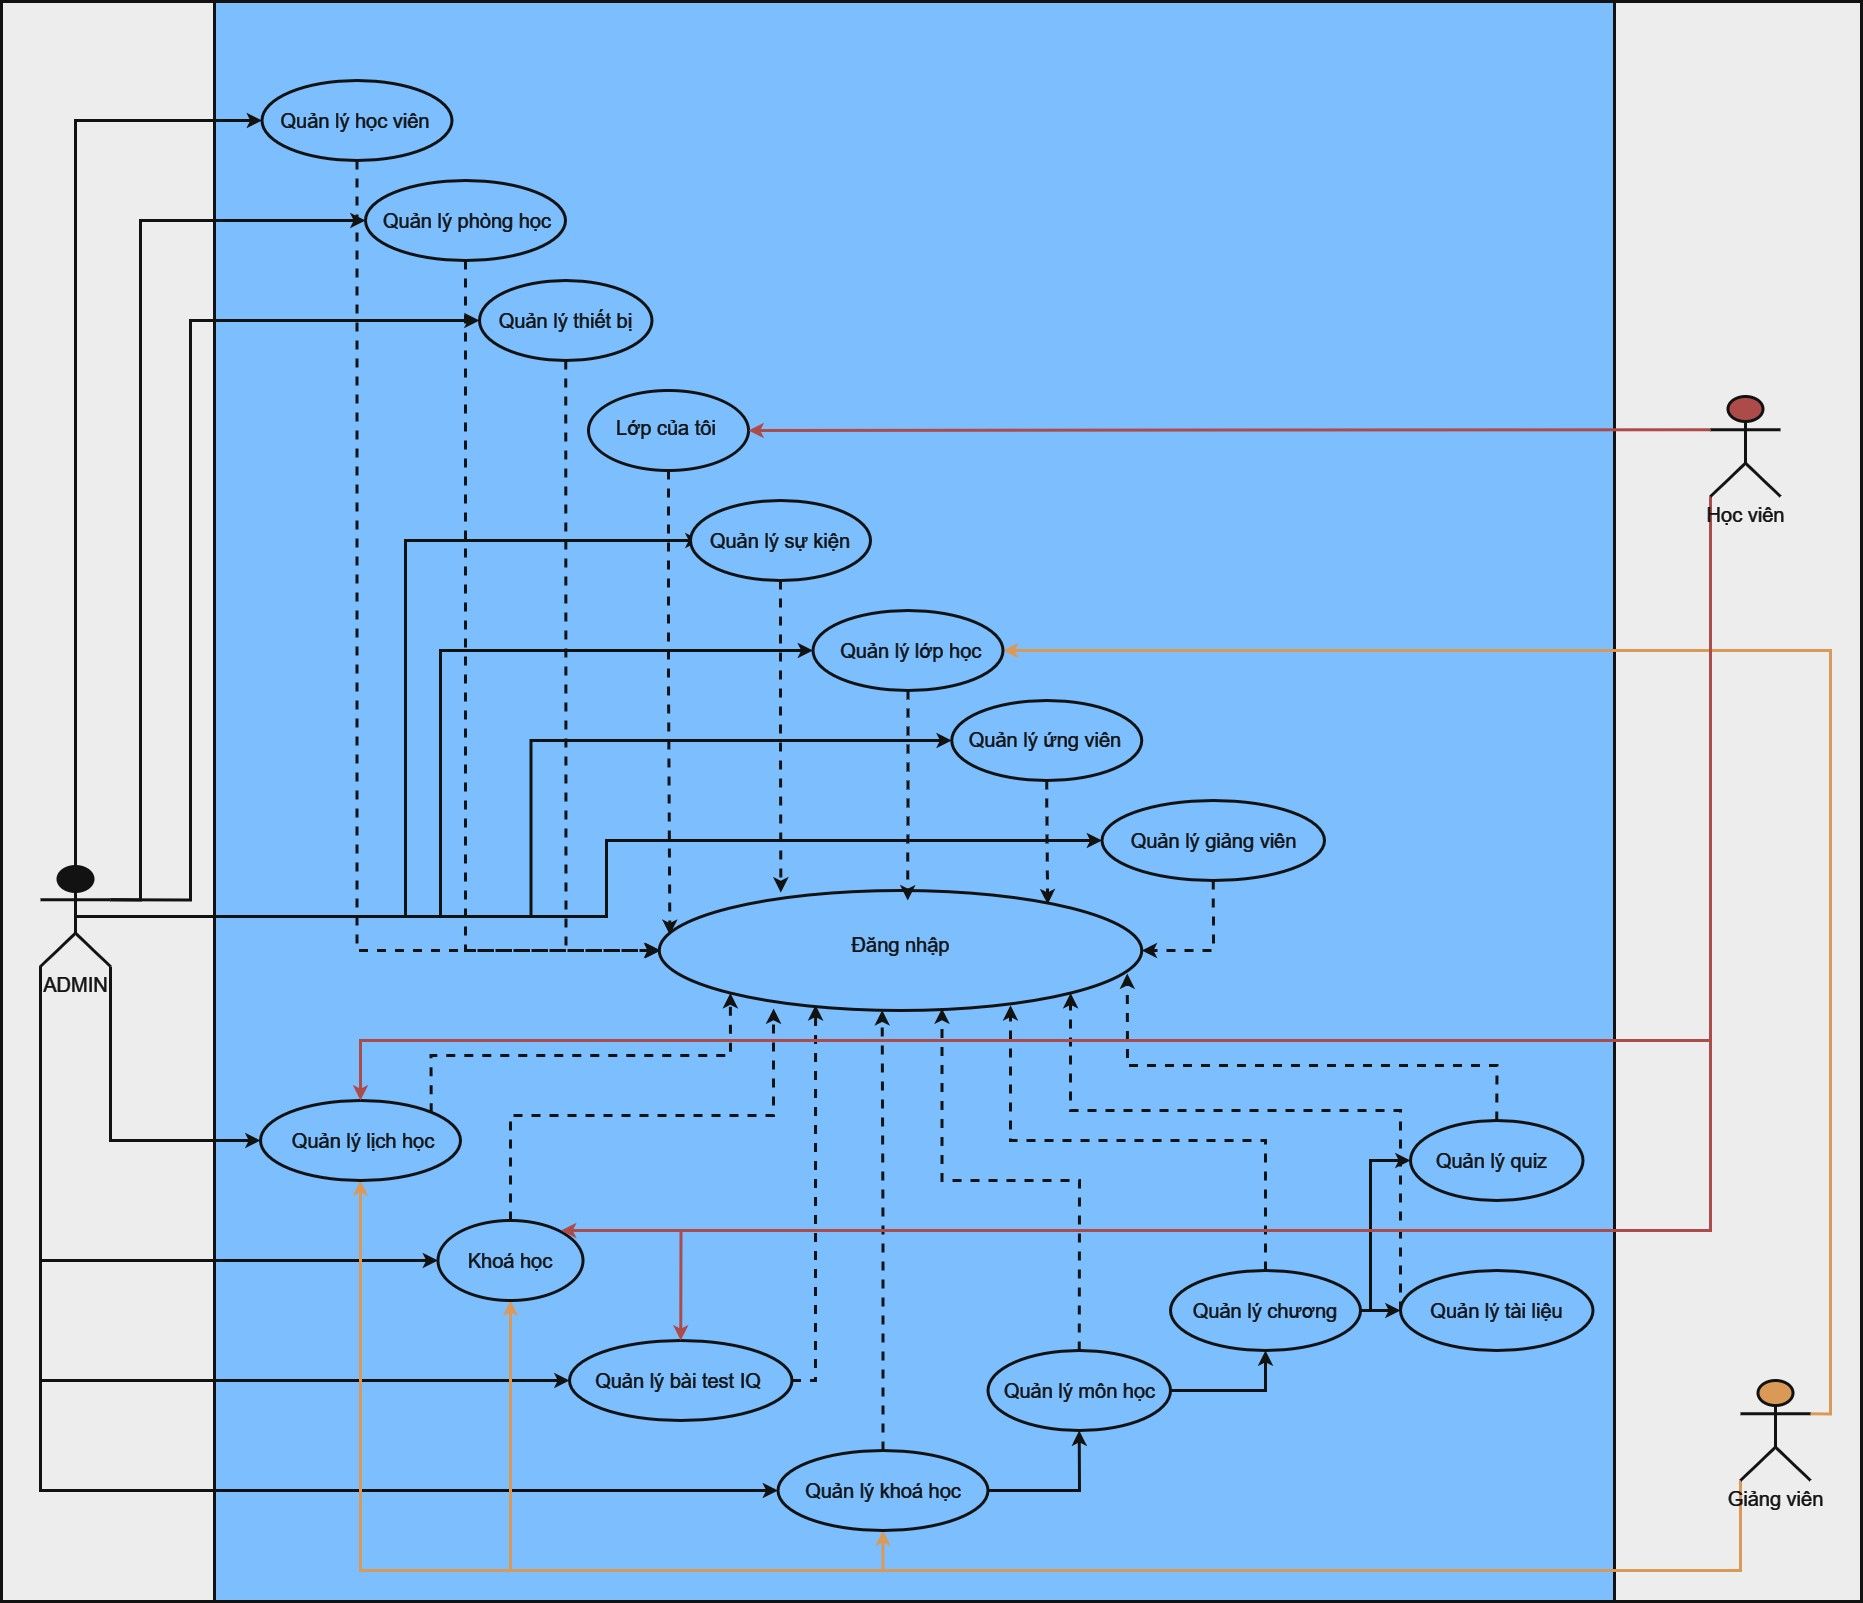 Quản lý học viên
Quản lý phòng học
Quản lý thiết bị
Lớp của tôi
Học viên
Quản lý sự kiện
Quản lý lớp học
Quản lý ứng viên
Quản lý giảng viên
Đăng nhập
ADMIN
Quản lý lịch học
Quản lý quiz
Khoá học
Quản lý chương
Quản lý tài liệu
Quản lý bài test IQ
Quản lý môn học
Quản lý khoá học
Giảng viên